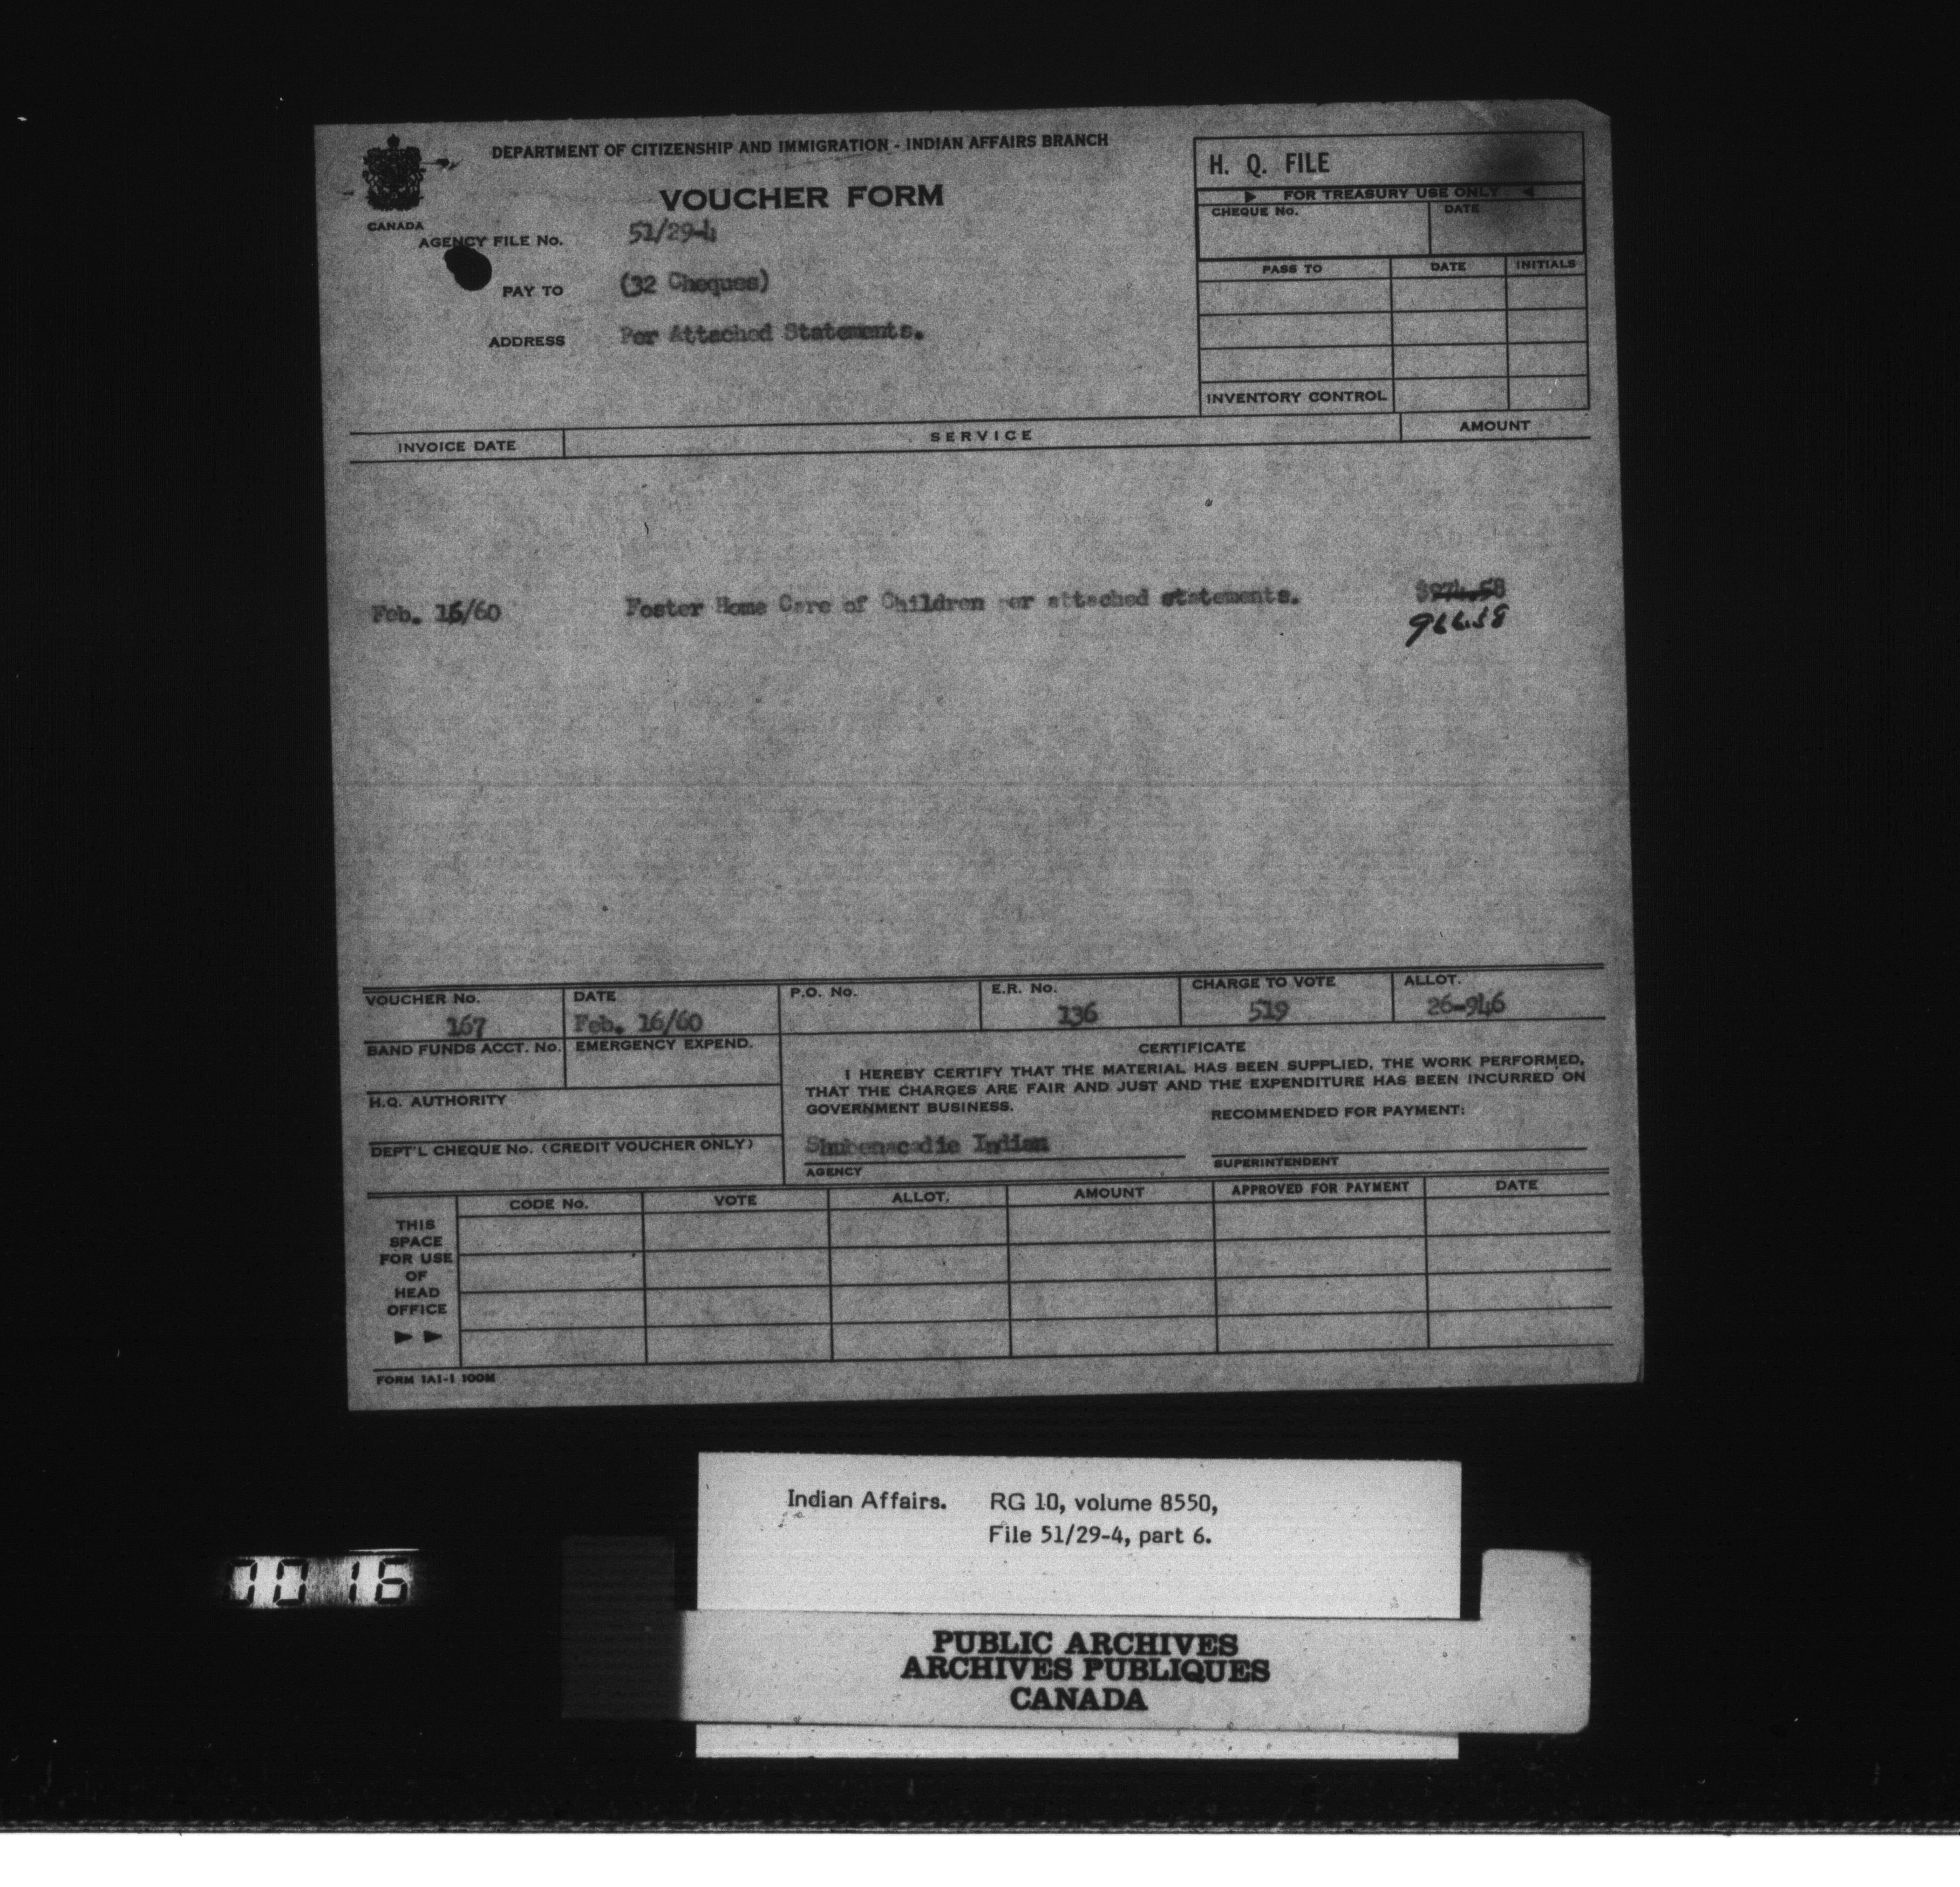 DEPARTMENT OF CITIZENSHIP AND IMMIGRATION - INDIAN AFFAIRS BRANCH
VOUCHER FORM
CANADA
AGENCY FILE No. 51/29-4
PAY TO (32 Cheques)
ADDRESS Per Attached Statements.
H. Q. FILE
FOR TREASURY USE ONLY
CHEQUE No. DATE
PASS TO DATE INITIALS
INVENTORY CONTROL
INVOICE DATE SERVICE AMOUNT
Feb. 16/60 Foster Home Care of Children per attached statements. $974.58
966.58
VOUCHER No. DATE P.O. No. E.R. No. CHARGE TO VOTE ALLOT.
167 Feb. 16/60 136 519 26-946
BAND FUNDS ACCT. No. EMERGENCY EXPEND.
H.Q. AUTHORITY
DEPT'L CHEQUE No. (CREDIT VOUCHER ONLY)
CERTIFICATE
I HEREBY CERTIFY THAT THE MATERIAL HAS BEEN SUPPLIED, THE WORK PERFORMED,
THAT THE CHARGES ARE FAIR AND JUST AND THE EXPENDITURE HAS BEEN INCURRED ON
GOVERNMENT BUSINESS.
RECOMMENDED FOR PAYMENT:
Shubenacadie Indian
AGENCY
SUPERINTENDENT
CODE No. VOTE ALLOT. AMOUNT APPROVED FOR PAYMENT DATE
THIS
SPACE
FOR USE
OF
HEAD
OFFICE
FORM 1A1-1 100M
Indian Affairs. RG 10, volume 8550,
File 51/29-4, part 6.
PUBLIC ARCHIVES
ARCHIVES PUBLIQUES
CANADA